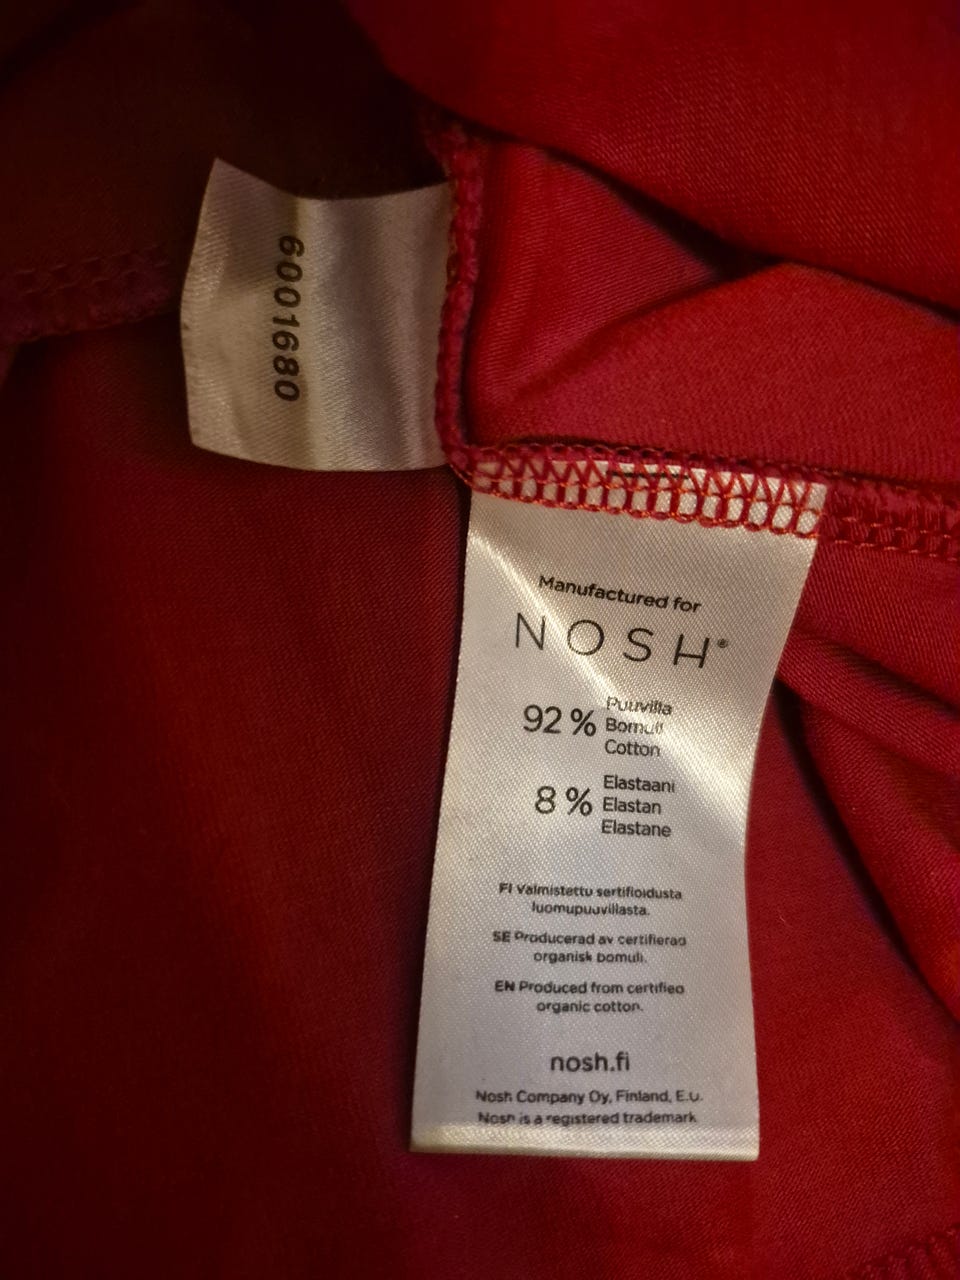 6001680
Manufactured for
NOSH®
92 % Puuvilla
Bomull
Cotton
8 % Elastaani
Elastan
Elastane
FI Valmistettu sertifioidusta
luomupuuvillasta.
SE Producerad av certifierad
organisk bomull.
EN Produced from certified
organic cotton.
nosh.fi
Nosh Company Oy, Finland, E.U.
Nosh is a registered trademark